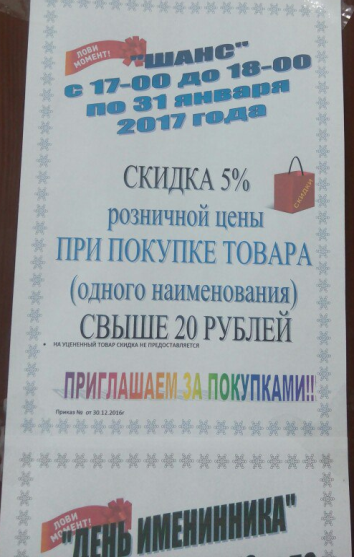 ЛОВИ
МОМЕНТ!
"ШАНС"
с 17-00 до 18-00
по 31 января
2017 года
СКИДКИ
СКИДКА 5%
розничной цены
ПРИ ПОКУПКЕ ТОВАРА
(одного наименования)
СВЫШЕ 20 РУБЛЕЙ
• НА УЦЕНЕННЫЙ ТОВАР СКИДКА НЕ ПРЕДОСТАВЛЯЕТСЯ
ПРИГЛАШАЕМ ЗА ПОКУПКАМИ!!!
Приказ № от 30.12.2016г
ЛОВИ
МОМЕНТ!
"ДЕНЬ ИМЕНИННИКА"